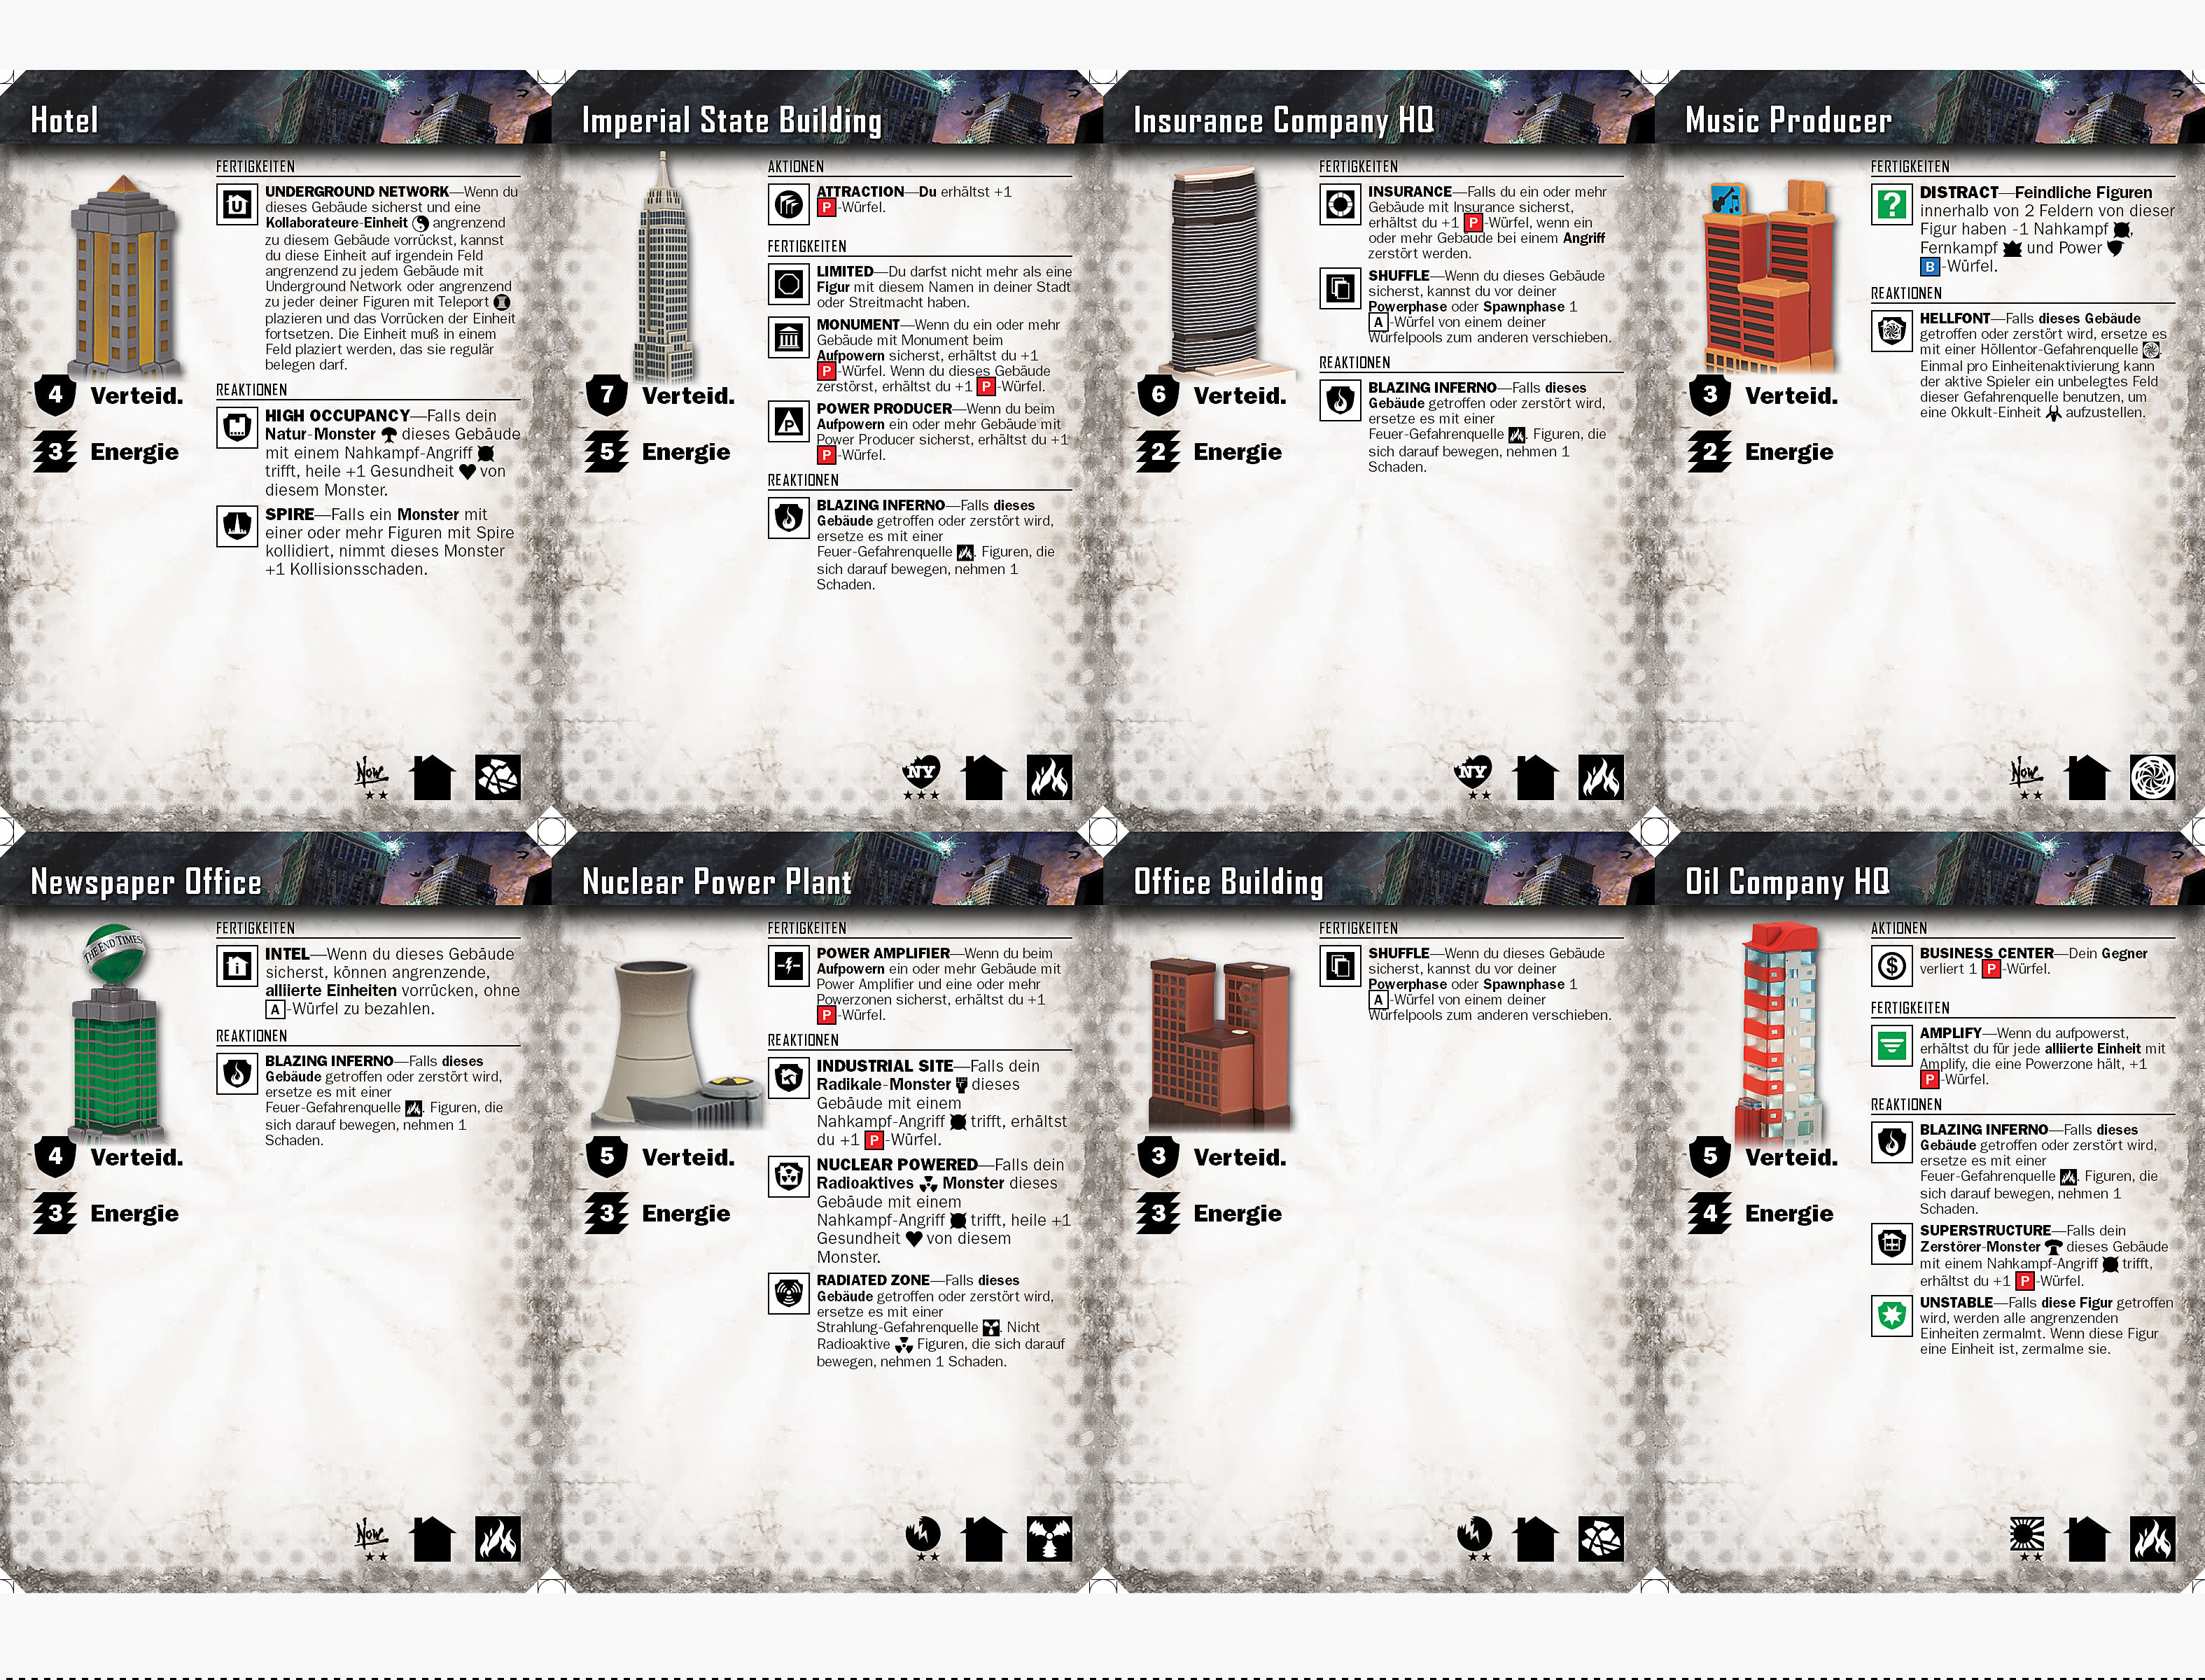 Hotel
FERTIGKEITEN
UNDERGROUND NETWORK—Wenn du
dieses Gebäude sicherst und eine
Kollaborateure-Einheit angrenzend
zu diesem Gebäude vorrückst, kannst
du diese Einheit auf irgendein Feld
angrenzend zu jedem Gebäude mit
Underground Network oder angrenzend
zu jeder deiner Figuren mit Teleport
plazieren und das Vorrücken der Einheit
fortsetzen. Die Einheit muß in einem
Feld plaziert werden, das sie regulär
belegen darf.
4 Verteid.
3 Energie
REAKTIONEN
HIGH OCCUPANCY—Falls dein
Natur-Monster dieses Gebäude
mit einem Nahkampf-Angriff
trifft, heile +1 Gesundheit von
diesem Monster.
SPIRE—Falls ein Monster mit
einer oder mehr Figuren mit Spire
kollidiert, nimmt dieses Monster
+1 Kollisionsschaden.
Now
Imperial State Building
AKTIONEN
ATTRACTION—Du erhältst +1
P-Würfel.
FERTIGKEITEN
LIMITED—Du darfst nicht mehr als eine
Figur mit diesem Namen in deiner Stadt
oder Streitmacht haben.
MONUMENT—Wenn du ein oder mehr
Gebäude mit Monument beim
Aufpowern sicherst, erhältst du +1
P-Würfel. Wenn du dieses Gebäude
zerstörst, erhältst du +1 P-Würfel.
POWER PRODUCER—Wenn du beim
Aufpowern ein oder mehr Gebäude mit
Power Producer sicherst, erhältst du +1
P-Würfel.
7 Verteid.
5 Energie
REAKTIONEN
BLAZING INFERNO—Falls dieses
Gebäude getroffen oder zerstört wird,
ersetze es mit einer
Feuer-Gefahrenquelle. Figuren, die
sich darauf bewegen, nehmen 1
Schaden.
NY
Insurance Company HQ
FERTIGKEITEN
INSURANCE—Falls du ein oder mehr
Gebäude mit Insurance sicherst,
erhältst du +1 P-Würfel, wenn ein
oder mehr Gebäude bei einem Angriff
zerstört werden.
SHUFFLE—Wenn du dieses Gebäude
sicherst, kannst du vor deiner
Powerphase oder Spawnphase 1
A-Würfel von einem deiner
Würfelpools zum anderen verschieben.
6 Verteid.
2 Energie
REAKTIONEN
BLAZING INFERNO—Falls dieses
Gebäude getroffen oder zerstört wird,
ersetze es mit einer
Feuer-Gefahrenquelle. Figuren, die
sich darauf bewegen, nehmen 1
Schaden.
NY
Music Producer
FERTIGKEITEN
? DISTRACT—Feindliche Figuren
innerhalb von 2 Feldern von dieser
Figur haben -1 Nahkampf,
Fernkampf und Power
B-Würfel.
3 Verteid.
2 Energie
REAKTIONEN
HELLFONT—Falls dieses Gebäude
getroffen oder zerstört wird, ersetze es
mit einer Höllentor-Gefahrenquelle.
Einmal pro Einheitenaktivierung kann
der aktive Spieler ein unbelegtes Feld
dieser Gefahrenquelle benutzen, um
eine Okkult-Einheit aufzustellen.
Now
Newspaper Office
THE END TIMES
FERTIGKEITEN
INTEL—Wenn du dieses Gebäude
sicherst, können angrenzende,
alliierte Einheiten vorrücken, ohne
A-Würfel zu bezahlen.
4 Verteid.
3 Energie
REAKTIONEN
BLAZING INFERNO—Falls dieses
Gebäude getroffen oder zerstört wird,
ersetze es mit einer
Feuer-Gefahrenquelle. Figuren, die
sich darauf bewegen, nehmen 1
Schaden.
Now
Nuclear Power Plant
FERTIGKEITEN
POWER AMPLIFIER—Wenn du beim
Aufpowern ein oder mehr Gebäude mit
Power Amplifier und eine oder mehr
Powerzonen sicherst, erhältst du +1
P-Würfel.
5 Verteid.
3 Energie
REAKTIONEN
INDUSTRIAL SITE—Falls dein
Radikale-Monster dieses
Gebäude mit einem
Nahkampf-Angriff trifft, erhältst
du +1 P-Würfel.
NUCLEAR POWERED—Falls dein
Radioaktives Monster dieses
Gebäude mit einem
Nahkampf-Angriff trifft, heile +1
Gesundheit von diesem
Monster.
RADIATED ZONE—Falls dieses
Gebäude getroffen oder zerstört wird,
ersetze es mit einer
Strahlung-Gefahrenquelle. Nicht
Radioaktive Figuren, die sich darauf
bewegen, nehmen 1 Schaden.
Office Building
FERTIGKEITEN
SHUFFLE—Wenn du dieses Gebäude
sicherst, kannst du vor deiner
Powerphase oder Spawnphase 1
A-Würfel von einem deiner
Würfelpools zum anderen verschieben.
3 Verteid.
3 Energie
Oil Company HQ
AKTIONEN
$ BUSINESS CENTER—Dein Gegner
verliert 1 P-Würfel.
FERTIGKEITEN
AMPLIFY—Wenn du aufpowerst,
erhältst du für jede alliierte Einheit mit
Amplify, die eine Powerzone hält, +1
P-Würfel.
5 Verteid.
4 Energie
REAKTIONEN
BLAZING INFERNO—Falls dieses
Gebäude getroffen oder zerstört wird,
ersetze es mit einer
Feuer-Gefahrenquelle. Figuren, die
sich darauf bewegen, nehmen 1
Schaden.
SUPERSTRUCTURE—Falls dein
Zerstörer-Monster dieses Gebäude
mit einem Nahkampf-Angriff trifft,
erhältst du +1 P-Würfel.
UNSTABLE—Falls diese Figur getroffen
wird, werden alle angrenzenden
Einheiten zermalmt. Wenn diese Figur
eine Einheit ist, zermalme sie.